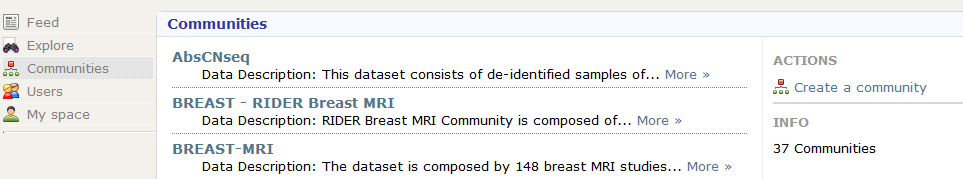 Feed
Explore
Communities
Users
My space
Communities
AbsCNseq
Data Description: This dataset consists of de-identified samples of... More »
BREAST - RIDER Breast MRI
Data Description: RIDER Breast MRI Community is composed of... More »
BREAST-MRI
Data Description: The dataset is composed by 148 breast MRI studies... More »
ACTIONS
Create a community
INFO
37 Communities